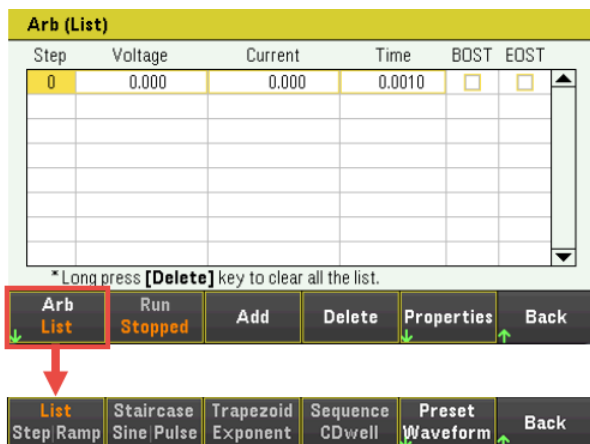 Arb (List)
Step Voltage Current Time BOST EOST
0 0.000 0.000 0.0010
*Long press [Delete] key to clear all the list.
Arb Run Add Delete Properties Back
List Stopped
List Staircase Trapezoid Sequence Preset Back
Step|Ramp Sine|Pulse Exponent CDwell Waveform